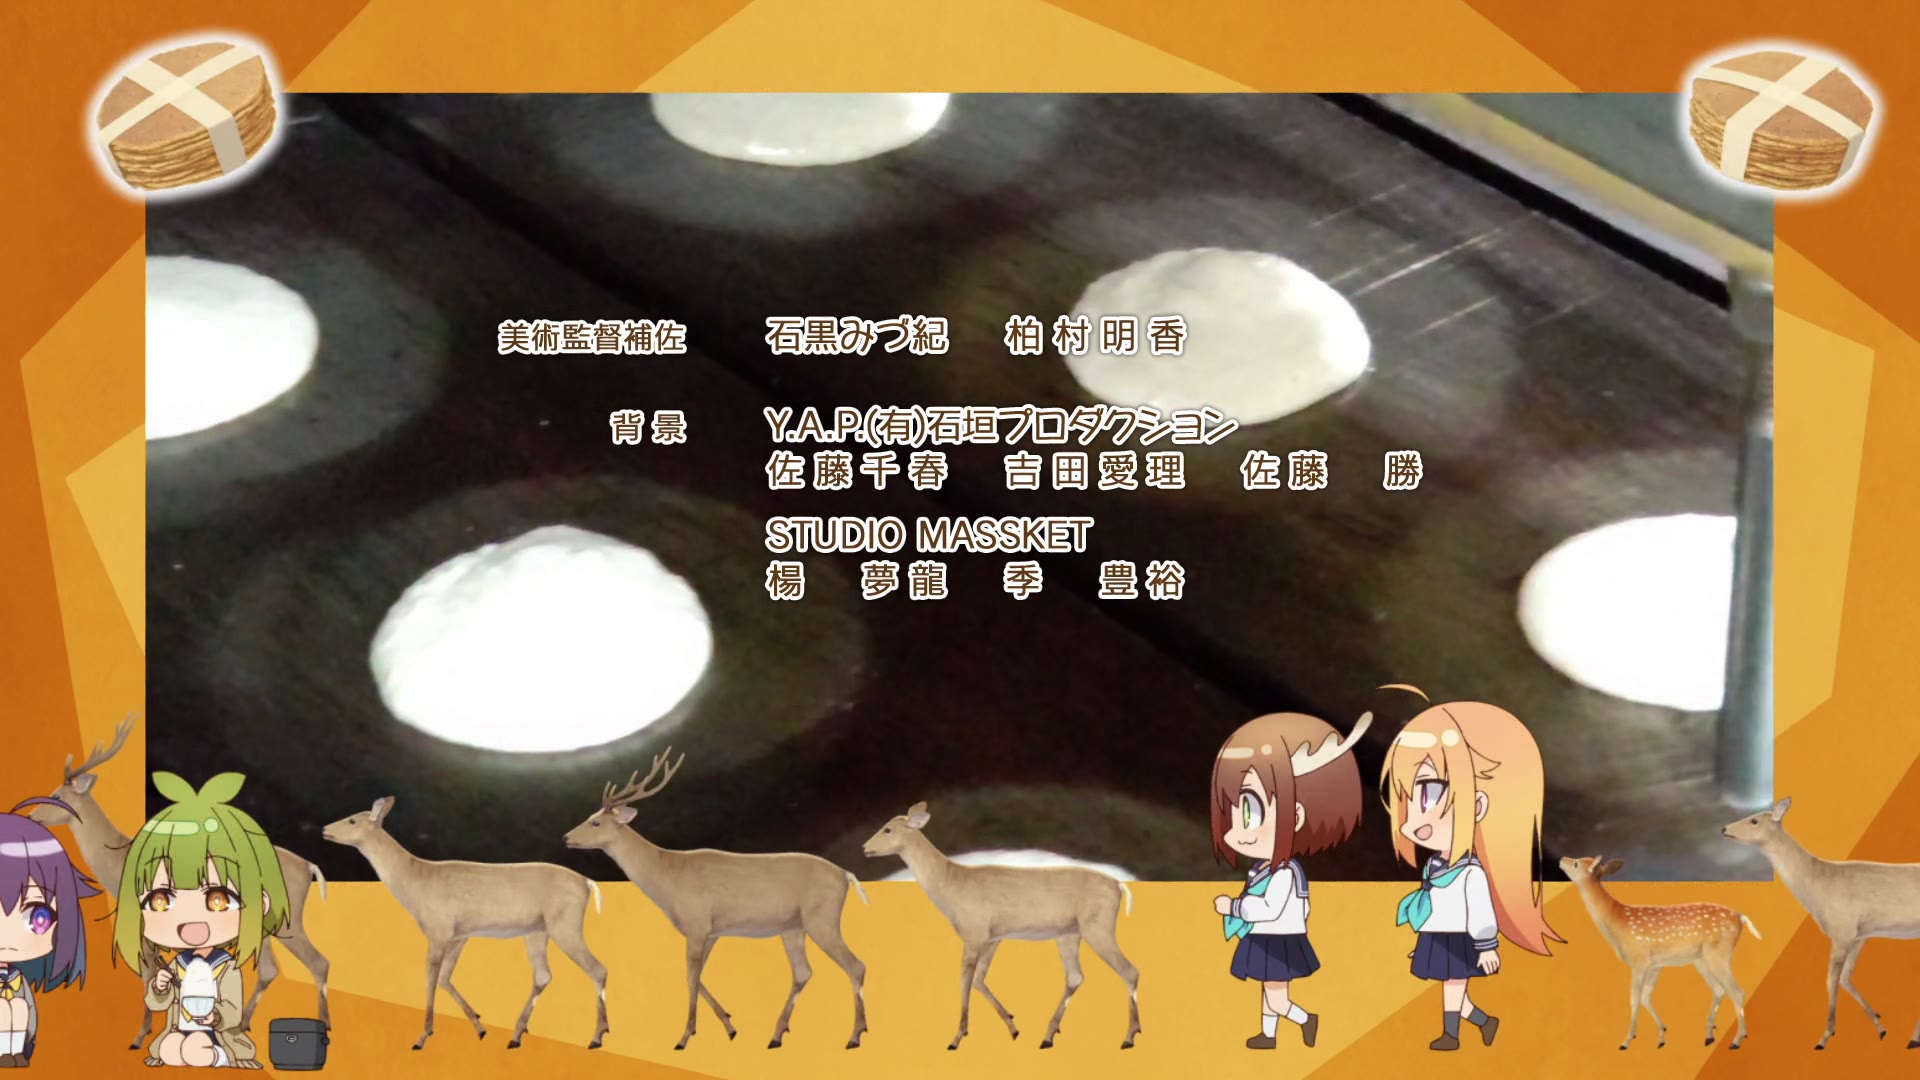 美術監督補佐 石黒みづ紀 柏村明香
背景 Y.A.P.(有)石垣プロダクション
佐藤千春 吉田愛理 佐藤 勝
STUDIO MASSKET
楊 夢龍 季 豊裕